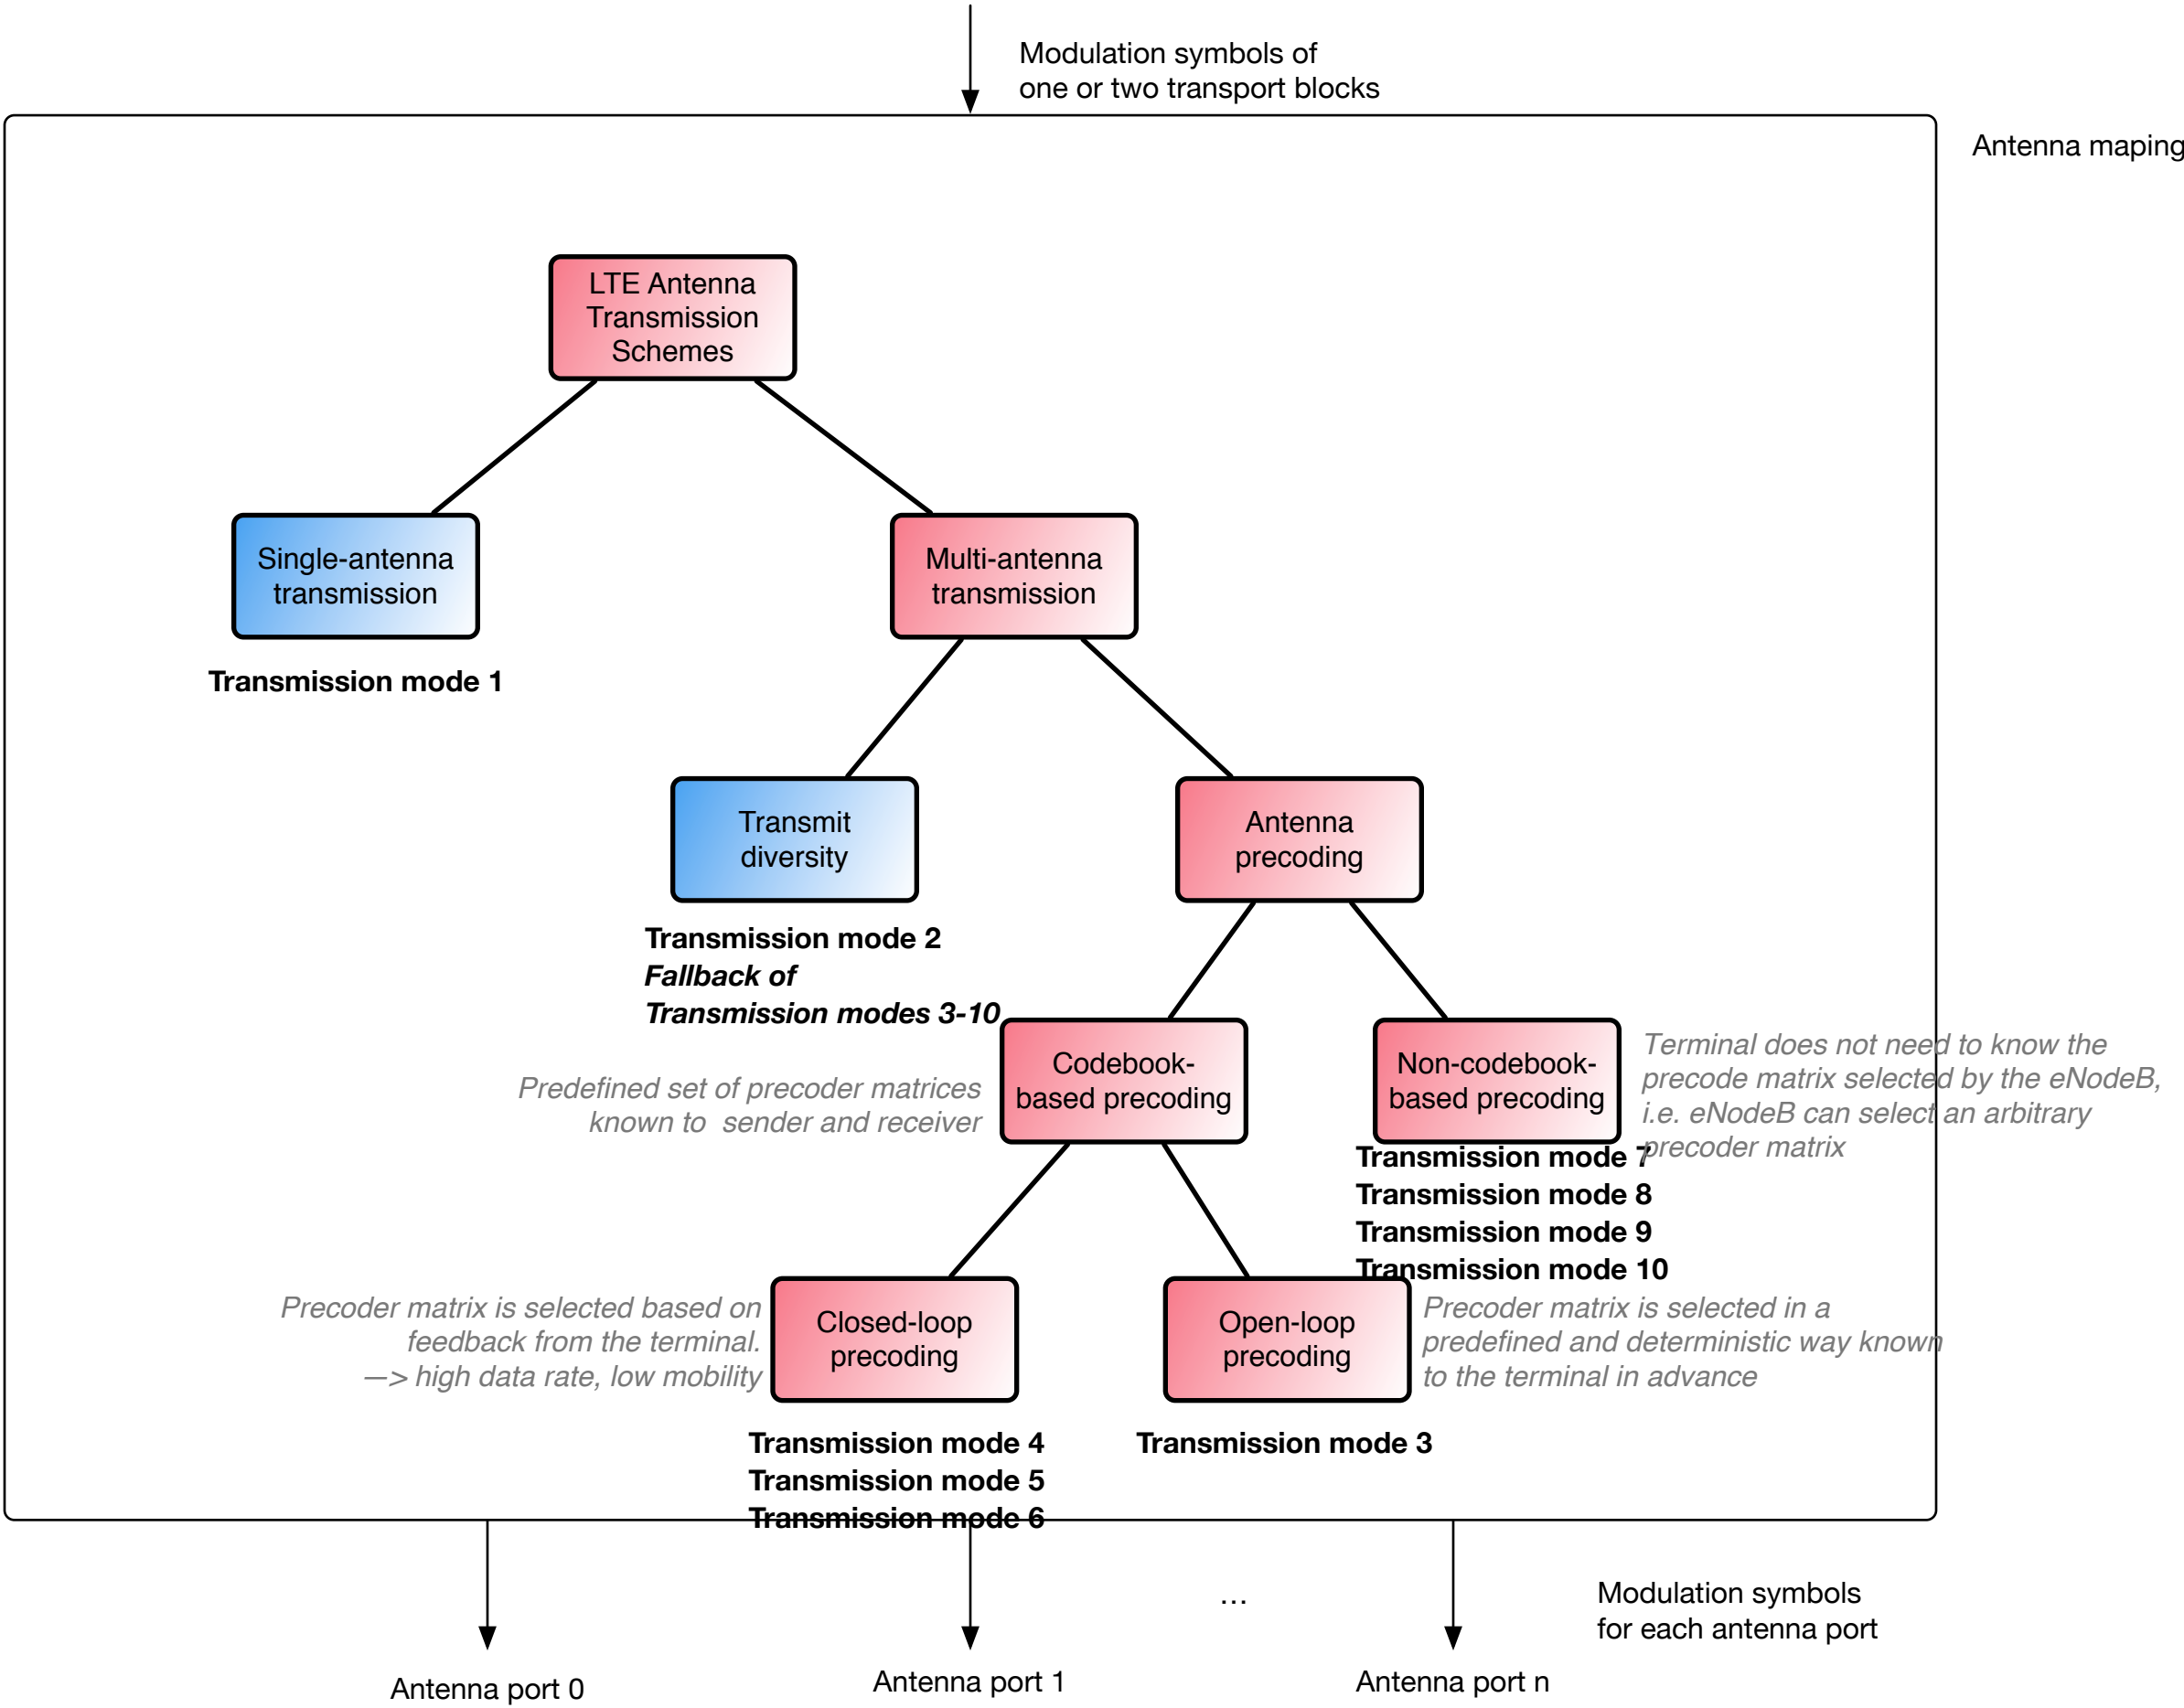 Modulation symbols of
one or two transport blocks
Antenna maping
LTE Antenna
Transmission
Schemes
Single-antenna
transmission
Transmission mode 1
Multi-antenna
transmission
Transmit
diversity
Transmission mode 2
Fallback of
Transmission modes 3-10
Antenna
precoding
Predefined set of precoder matrices
known to sender and receiver
Codebook-
based precoding
Non-codebook-
based precoding
Terminal does not need to know the
precode matrix selected by the eNodeB,
i.e. eNodeB can select an arbitrary
precoder matrix
Transmission mode 7
Transmission mode 8
Transmission mode 9
Transmission mode 10
Precoder matrix is selected based on
feedback from the terminal.
—> high data rate, low mobility
Closed-loop
precoding
Open-loop
precoding
Precoder matrix is selected in a
predefined and deterministic way known
to the terminal in advance
Transmission mode 4
Transmission mode 5
Transmission mode 6
Transmission mode 3
...
Modulation symbols
for each antenna port
Antenna port 0
Antenna port 1
Antenna port n